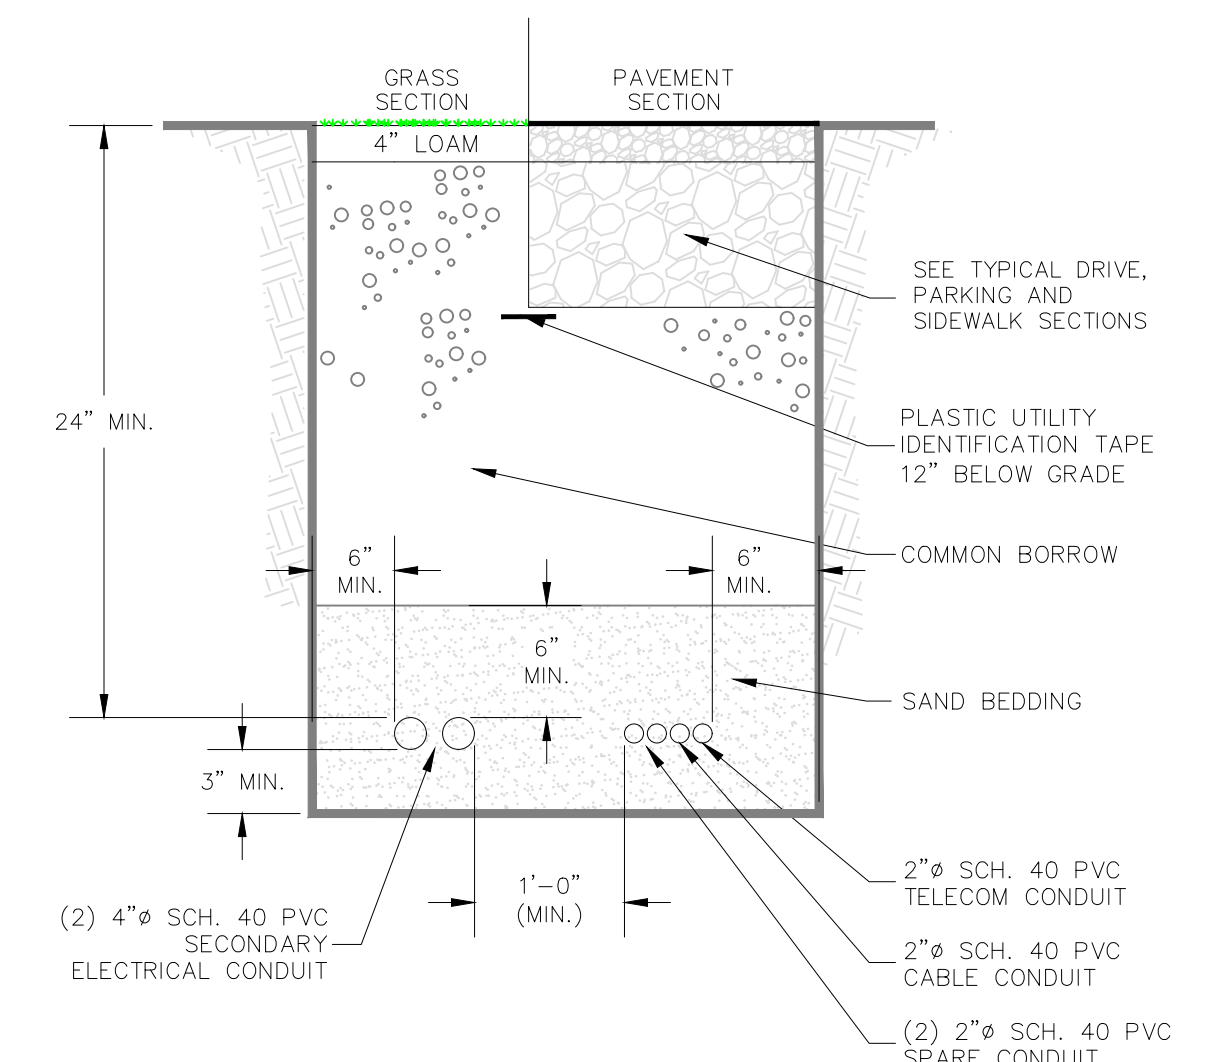 GRASS
SECTION
PAVEMENT
SECTION
4” LOAM
SEE TYPICAL DRIVE,
PARKING AND
SIDEWALK SECTIONS
24” MIN.
PLASTIC UTILITY
IDENTIFICATION TAPE
12” BELOW GRADE
COMMON BORROW
6”
MIN.
6”
MIN.
6”
MIN.
SAND BEDDING
3” MIN.
1’-0”
(MIN.)
2”ø SCH. 40 PVC
TELECOM CONDUIT
(2) 4”ø SCH. 40 PVC
SECONDARY
ELECTRICAL CONDUIT
2”ø SCH. 40 PVC
CABLE CONDUIT
(2) 2”ø SCH. 40 PVC
SPARE CONDUIT